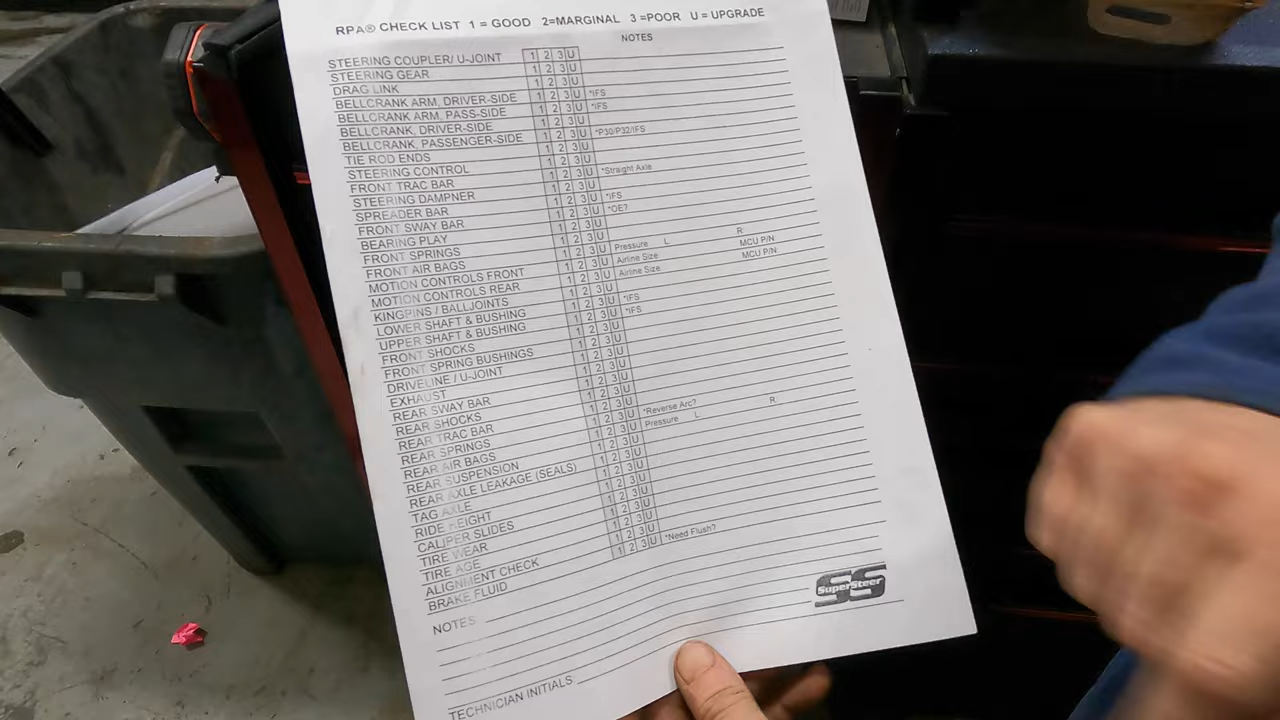 RPA® CHECK LIST 1 = GOOD 2=MARGINAL 3 =POOR U = UPGRADE
NOTES
STEERING COUPLER/ U-JOINT 1 2 3 U
STEERING GEAR 1 2 3 U
DRAG LINK 1 2 3 U
BELLCRANK ARM, DRIVER-SIDE 1 2 3 U *IFS
BELLCRANK ARM, PASS-SIDE 1 2 3 U *IFS
BELLCRANK, DRIVER-SIDE 1 2 3 U
BELLCRANK, PASSENGER-SIDE 1 2 3 U *P30/P32/IFS
TIE ROD ENDS 1 2 3 U
STEERING CONTROL 1 2 3 U
FRONT TRAC BAR 1 2 3 U *Straight Axle
STEERING DAMPNER 1 2 3 U
SPREADER BAR 1 2 3 U *IFS
FRONT SWAY BAR 1 2 3 U *OE?
BEARING PLAY 1 2 3 U
FRONT SPRINGS 1 2 3 U
FRONT AIR BAGS 1 2 3 U Pressure L R
MOTION CONTROLS FRONT 1 2 3 U Airline Size MCU P/N
MOTION CONTROLS REAR 1 2 3 U Airline Size MCU P/N
KINGPINS / BALLJOINTS 1 2 3 U
LOWER SHAFT & BUSHING 1 2 3 U *IFS
UPPER SHAFT & BUSHING 1 2 3 U *IFS
FRONT SHOCKS 1 2 3 U
FRONT SPRING BUSHINGS 1 2 3 U
DRIVELINE / U-JOINT 1 2 3 U
EXHAUST 1 2 3 U
REAR SWAY BAR 1 2 3 U
REAR SHOCKS 1 2 3 U
REAR TRAC BAR 1 2 3 U
REAR SPRINGS 1 2 3 U *Reverse Arc?
REAR AIR BAGS 1 2 3 U Pressure L R
REAR SUSPENSION 1 2 3 U
REAR AXLE LEAKAGE (SEALS) 1 2 3 U
TAG AXLE 1 2 3 U
RIDE HEIGHT 1 2 3 U
CALIPER SLIDES 1 2 3 U
TIRE WEAR 1 2 3 U
TIRE AGE 1 2 3 U
ALIGNMENT CHECK 1 2 3 U
BRAKE FLUID 1 2 3 U *Need Flush?
NOTES
SS
SuperSteer
TECHNICIAN INITIALS